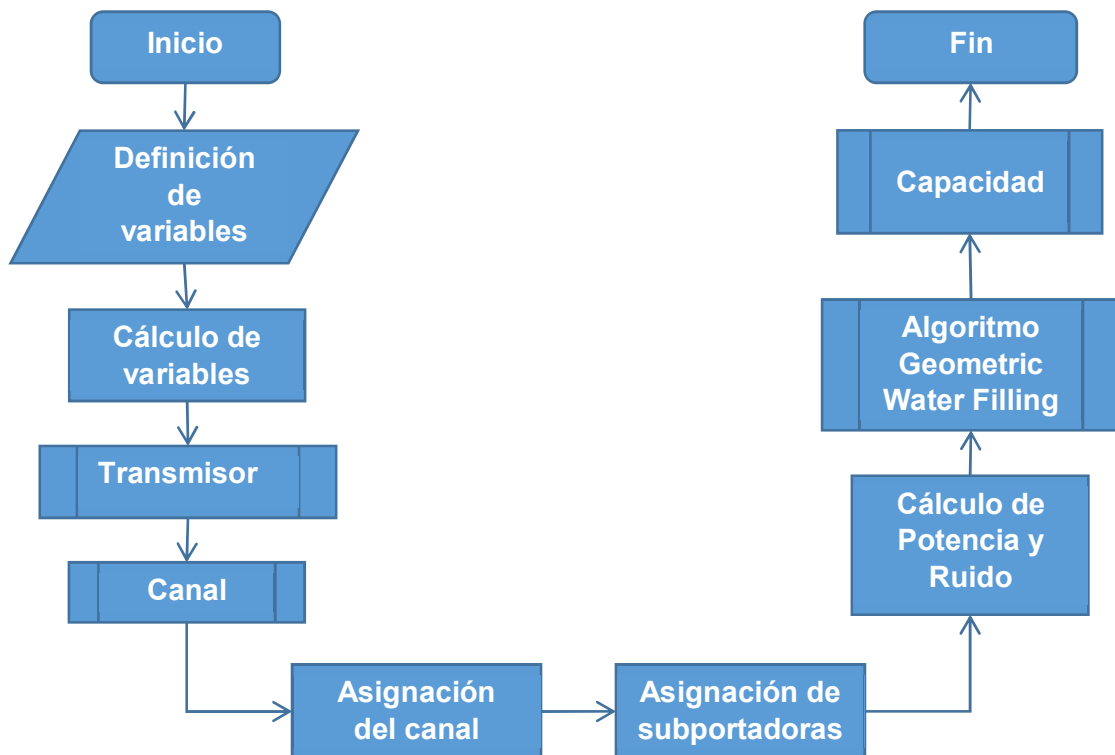 Inicio
Definición
de
variables
Cálculo de
variables
Transmisor
Canal
Asignación
del canal
Asignación de
subportadoras
Cálculo de
Potencia y
Ruido
Algoritmo
Geometric
Water Filling
Capacidad
Fin